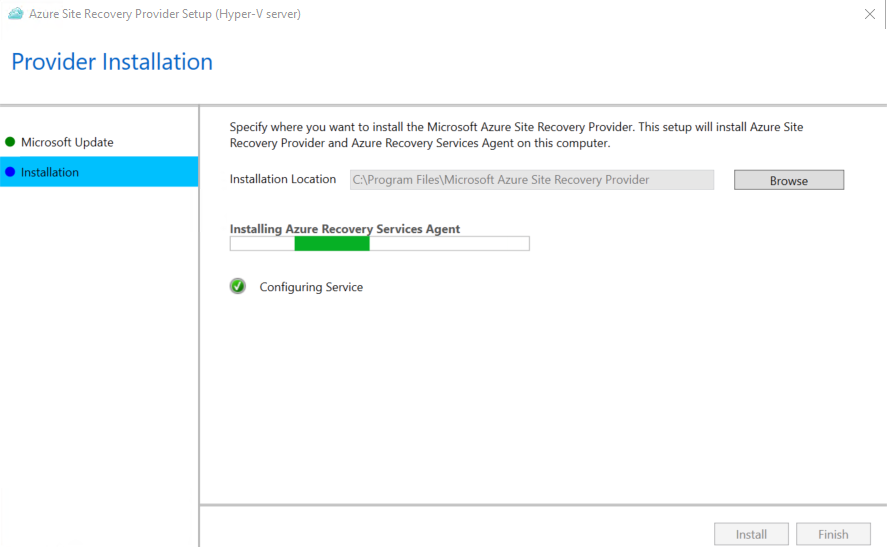 Azure Site Recovery Provider Setup (Hyper-V server)
Provider Installation
Microsoft Update
Installation
Specify where you want to install the Microsoft Azure Site Recovery Provider. This setup will install Azure Site
Recovery Provider and Azure Recovery Services Agent on this computer.
Installation Location
C:\Program Files\Microsoft Azure Site Recovery Provider
Browse
Installing Azure Recovery Services Agent
Configuring Service
Install
Finish